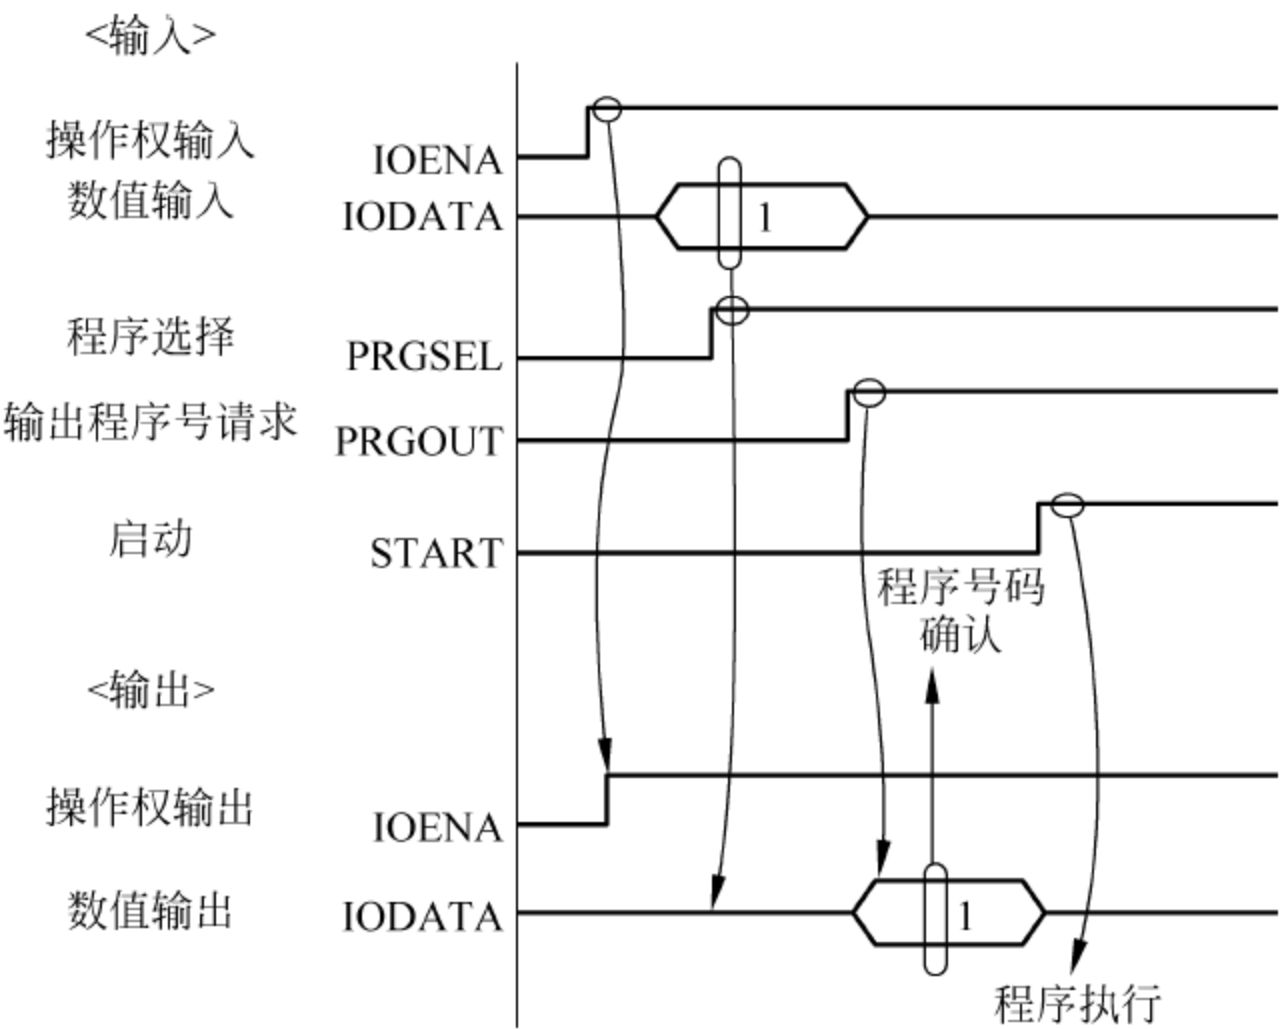 <输入>
操作权输入 IOENA
数值输入 IODATA
1
程序选择 PRGSEL
输出程序号请求 PRGOUT
启动 START
程序号码
确认
<输出>
操作权输出 IOENA
数值输出 IODATA
1
程序执行